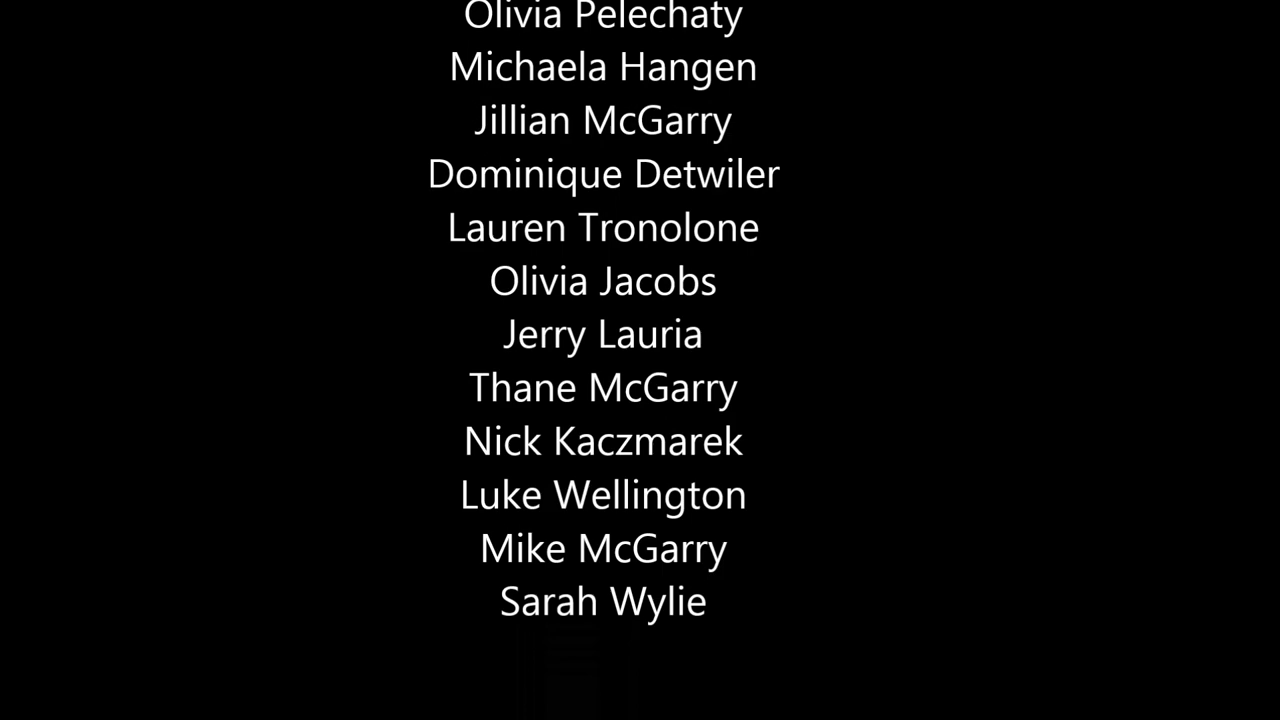 Olivia Pelechaty
Michaela Hangen
Jillian McGarry
Dominique Detwiler
Lauren Tronolone
Olivia Jacobs
Jerry Lauria
Thane McGarry
Nick Kaczmarek
Luke Wellington
Mike McGarry
Sarah Wylie